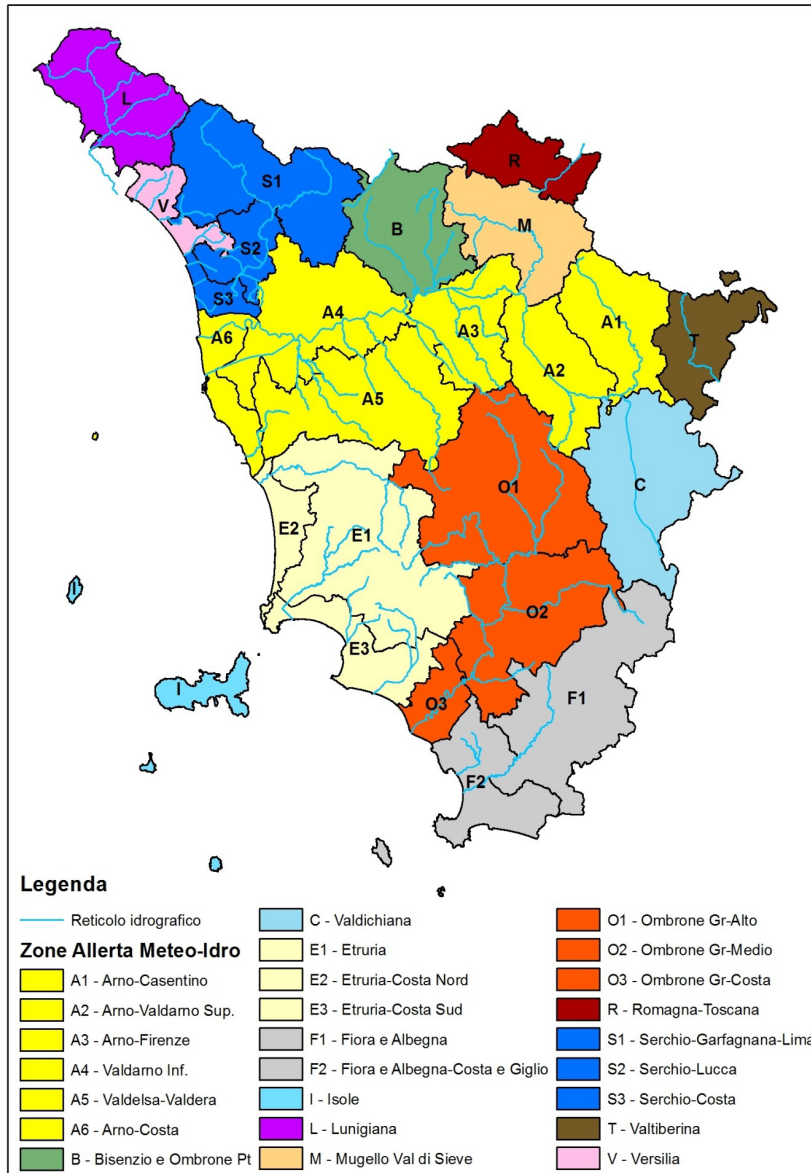 L
R
S1
V
B
M
S2
S3
A4
A1
A6
A3
T
A2
A5
O1
C
E2
E1
I
O2
E3
I
F1
O3
F2
Legenda
Reticolo idrografico
Zone Allerta Meteo-Idro
A1 - Arno-Casentino
A2 - Arno-Valdarno Sup.
A3 - Arno-Firenze
A4 - Valdarno Inf.
A5 - Valdelsa-Valdera
A6 - Arno-Costa
B - Bisenzio e Ombrone Pt
C - Valdichiana
E1 - Etruria
E2 - Etruria-Costa Nord
E3 - Etruria-Costa Sud
F1 - Fiora e Albegna
F2 - Fiora e Albegna-Costa e Giglio
I - Isole
L - Lunigiana
M - Mugello Val di Sieve
O1 - Ombrone Gr-Alto
O2 - Ombrone Gr-Medio
O3 - Ombrone Gr-Costa
R - Romagna-Toscana
S1 - Serchio-Garfagnana-Lima
S2 - Serchio-Lucca
S3 - Serchio-Costa
T - Valtiberina
V - Versilia